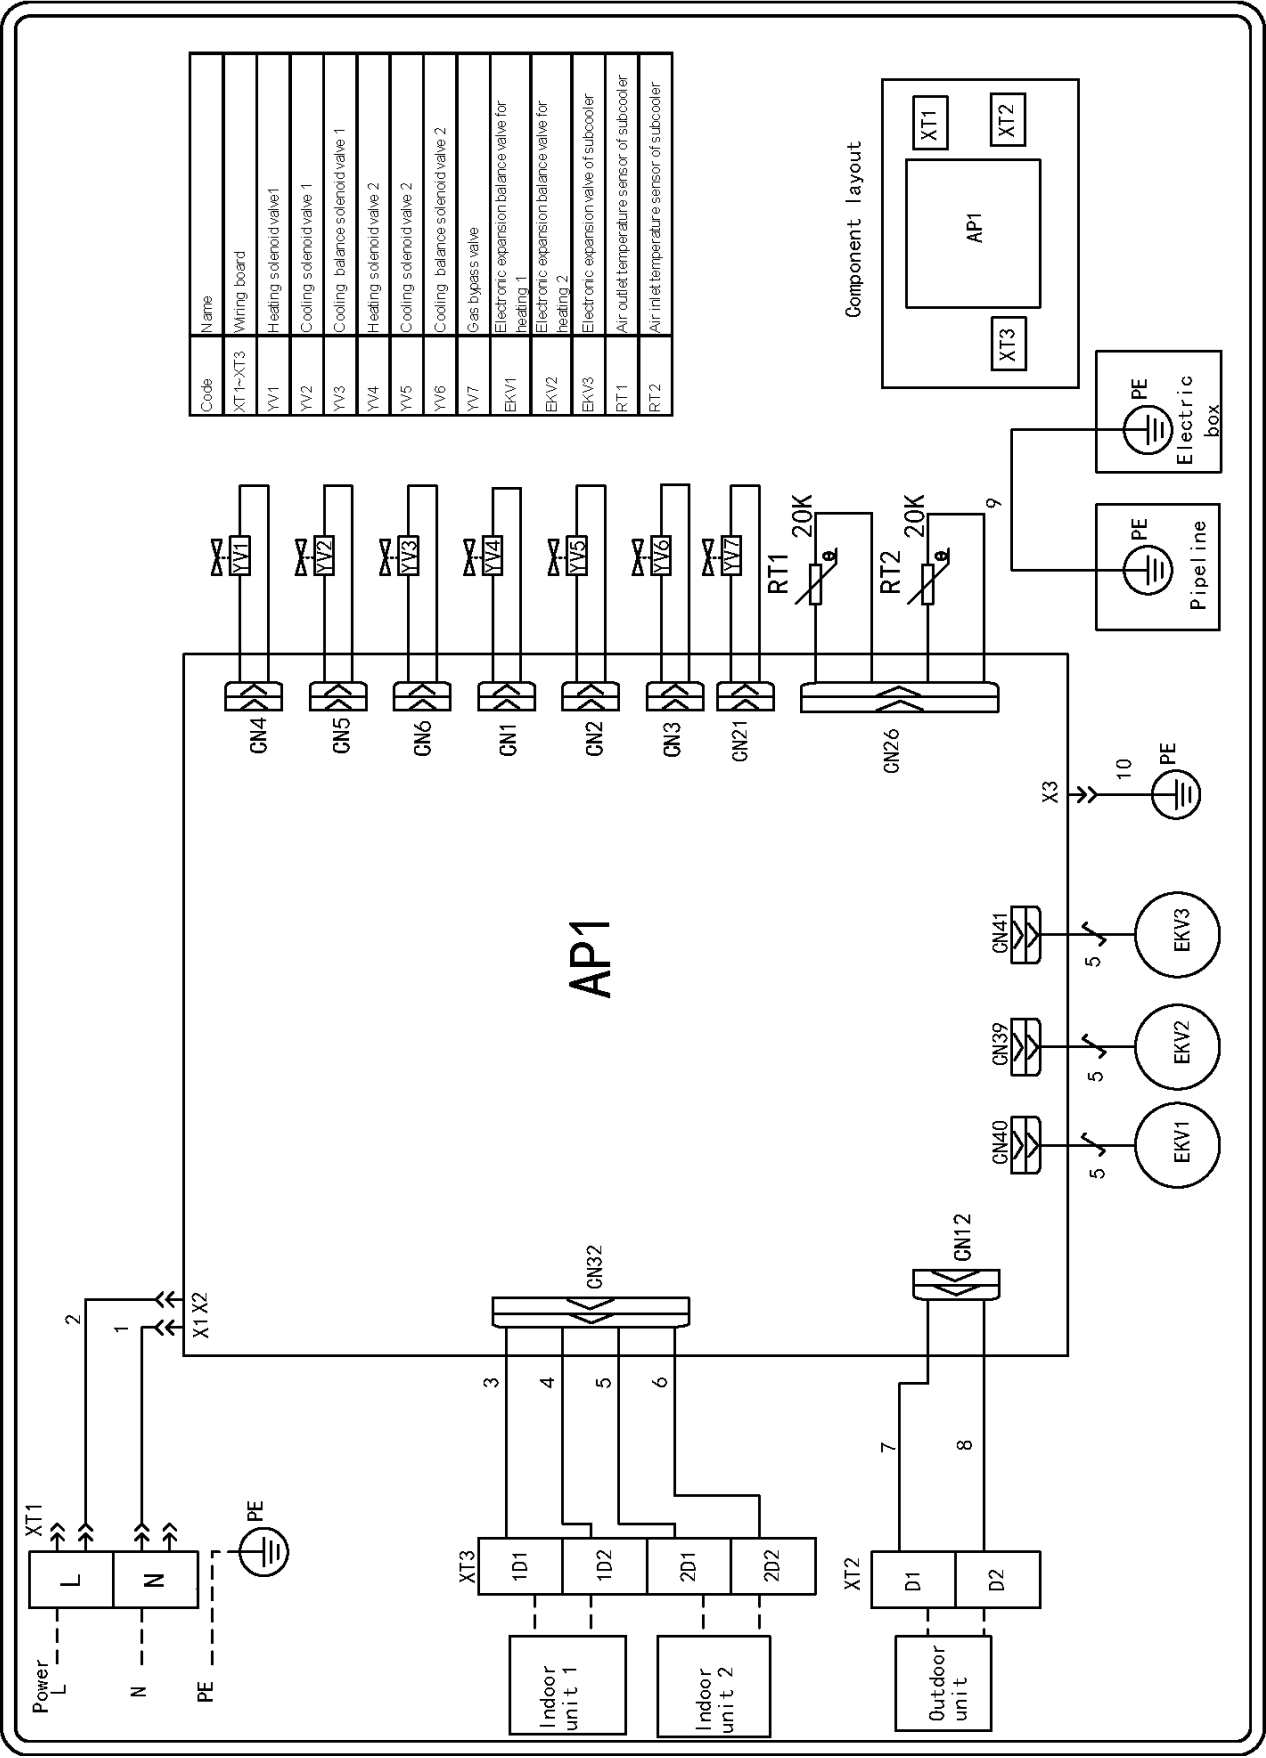 Code Name
XT1~XT3 Wiring board
YV1 Heating solenoid valve1
YV2 Cooling solenoid valve 1
YV3 Cooling balance solenoid valve 1
YV4 Heating solenoid valve 2
YV5 Cooling solenoid valve 2
YV6 Cooling balance solenoid valve 2
YV7 Gas bypass valve
EKV1 Electronic expansion balance valve for
heating 1
EKV2 Electronic expansion balance valve for
heating 2
EKV3 Electronic expansion valve of subcooler
RT1 Air outlet temperature sensor of subcooler
RT2 Air inlet temperature sensor of subcooler
Component layout
XT1
XT2
AP1
XT3
Power
L
N
PE
XT1
L
N
PE
2
1
X1 X2
CN4
YV1
CN5
YV2
CN6
YV3
CN1
YV4
CN2
YV5
CN3
YV6
CN21
YV7
RT1 20K
θ
RT2 20K
θ
CN26
AP1
Indoor
unit 1
Indoor
unit 2
XT3
1D1
1D2
2D1
2D2
3
4
5
6
CN32
Outdoor
unit
XT2
D1
D2
7
8
CN12
CN40
5
EKV1
CN39
5
EKV2
CN41
5
EKV3
X3
10
PE
9
PE
Pipeline
PE
Electric
box